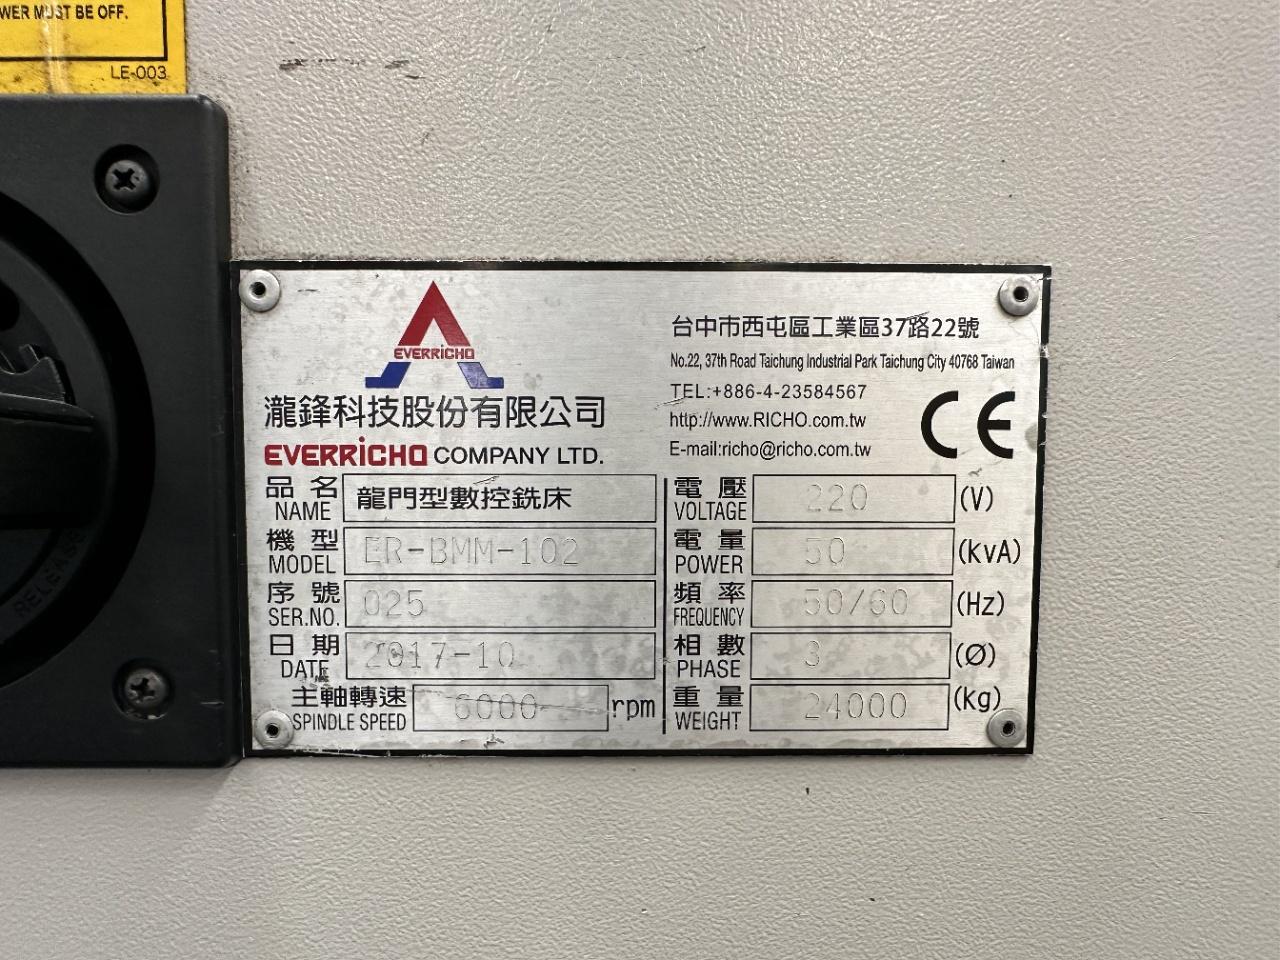 WER MUST BE OFF.
LE-003
RELEASE
EVERRICHO
瀧鋒科技股份有限公司
EVERRiCHO COMPANY LTD.
台中市西屯區工業區37路22號
No.22, 37th Road Taichung Industrial Park Taichung City 40768 Taiwan
TEL:+886-4-23584567
http://www.RICHO.com.tw
E-mail:richo@richo.com.tw
CE
品名 NAME 龍門型數控銑床
機型 MODEL ER-BMM-102
序號 SER.NO. 025
日期 DATE 2017-10
主軸轉速 SPINDLE SPEED 6000 rpm
電壓 VOLTAGE 220 (V)
電量 POWER 50 (KvA)
頻率 FREQUENCY 50/60 (Hz)
相數 PHASE 3 (Ø)
重量 WEIGHT 24000 (kg)